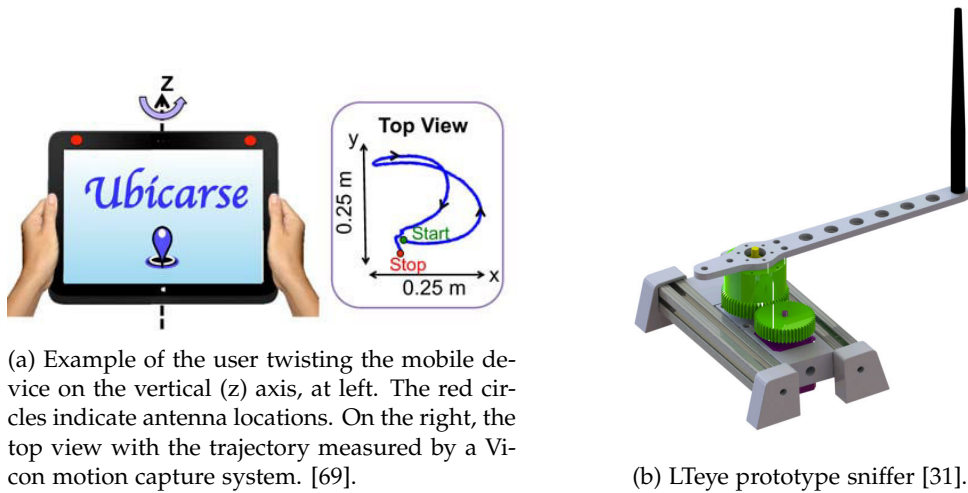 Z
Ubicarse
Top View
y
0.25 m
Start
Stop
x
0.25 m
(a) Example of the user twisting the mobile de-
vice on the vertical (z) axis, at left. The red cir-
cles indicate antenna locations. On the right, the
top view with the trajectory measured by a Vi-
con motion capture system. [69].
(b) LTeye prototype sniffer [31].